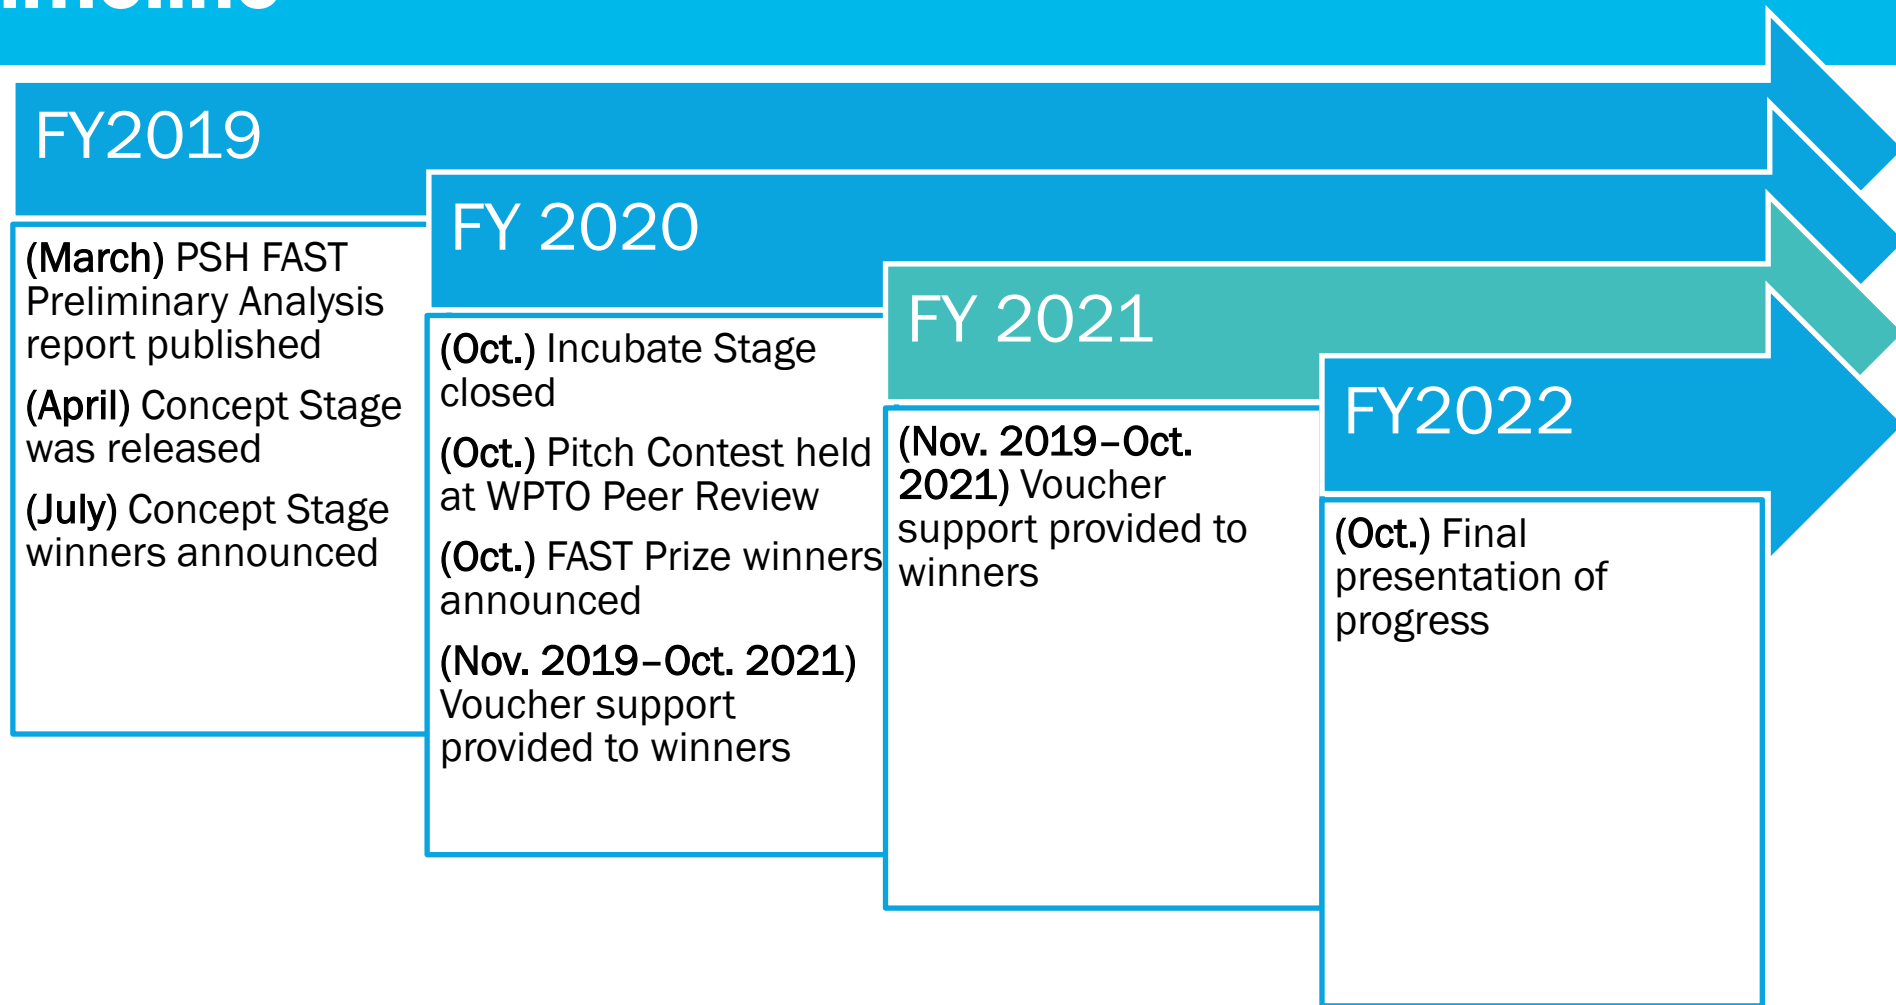 FY2019
(March) PSH FAST
Preliminary Analysis
report published
(April) Concept Stage
was released
(July) Concept Stage
winners announced
FY 2020
(Oct.) Incubate Stage
closed
(Oct.) Pitch Contest held
at WPTO Peer Review
(Oct.) FAST Prize winners
announced
(Nov. 2019–Oct. 2021)
Voucher support
provided to winners
FY 2021
(Nov. 2019–Oct.
2021) Voucher
support provided to
winners
FY2022
(Oct.) Final
presentation of
progress